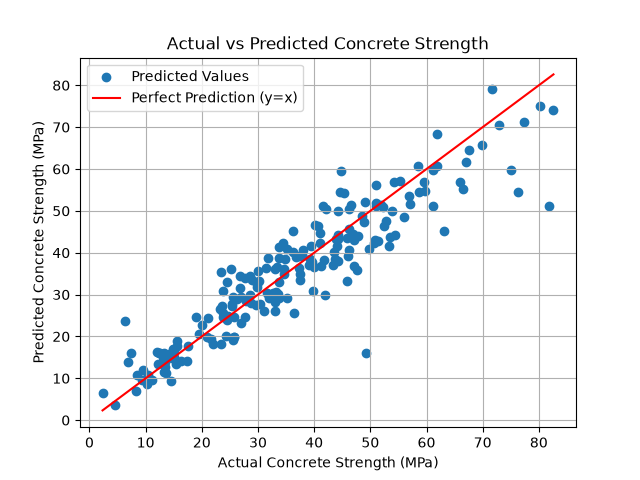 Actual vs Predicted Concrete Strength
Predicted Values
Perfect Prediction (y=x)
Predicted Concrete Strength (MPa)
80
70
60
50
40
30
20
10
0
0 10 20 30 40 50 60 70 80
Actual Concrete Strength (MPa)